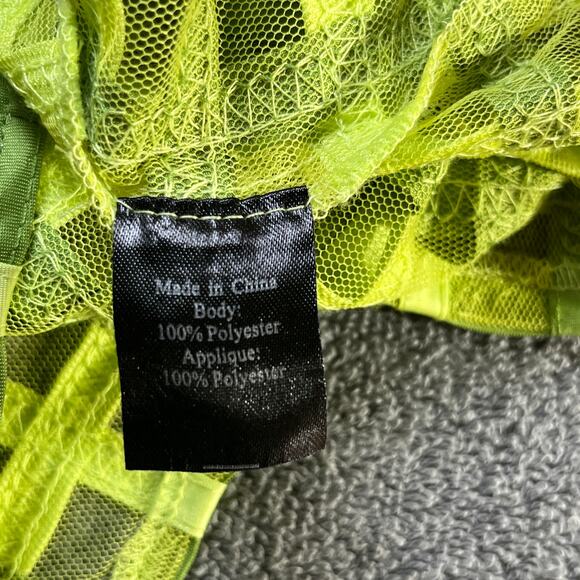 Made in China
Body:
100% Polyester
Applique:
100% Polyester